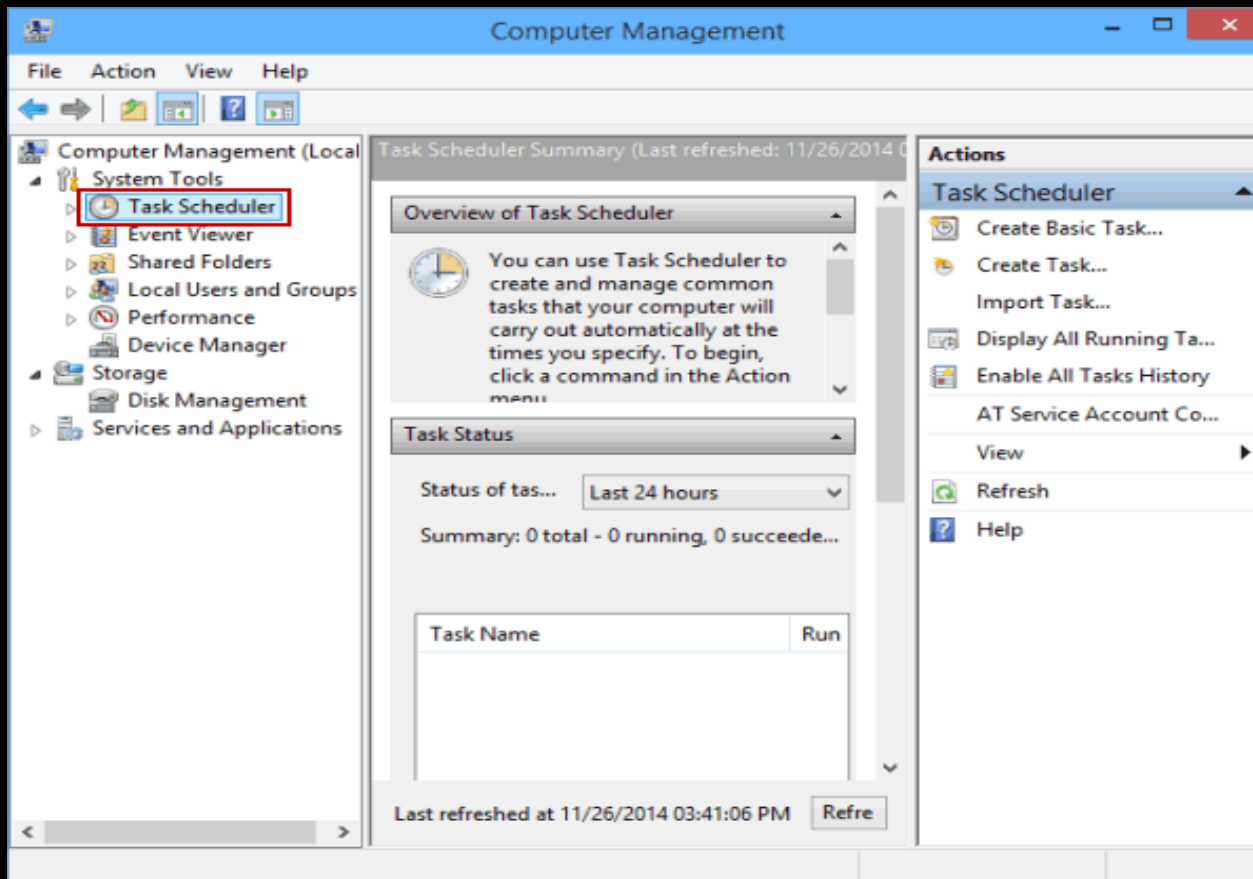 Computer Management
File Action View Help
Computer Management (Local
System Tools
Task Scheduler
Event Viewer
Shared Folders
Local Users and Groups
Performance
Device Manager
Storage
Disk Management
Services and Applications
Task Scheduler Summary (Last refreshed: 11/26/2014 0
Overview of Task Scheduler
You can use Task Scheduler to
create and manage common
tasks that your computer will
carry out automatically at the
times you specify. To begin,
click a command in the Action
menu
Task Status
Status of tas... Last 24 hours
Summary: 0 total - 0 running, 0 succeede...
Task Name Run
Last refreshed at 11/26/2014 03:41:06 PM Refre
Actions
Task Scheduler
Create Basic Task...
Create Task...
Import Task...
Display All Running Ta...
Enable All Tasks History
AT Service Account Co...
View
Refresh
Help